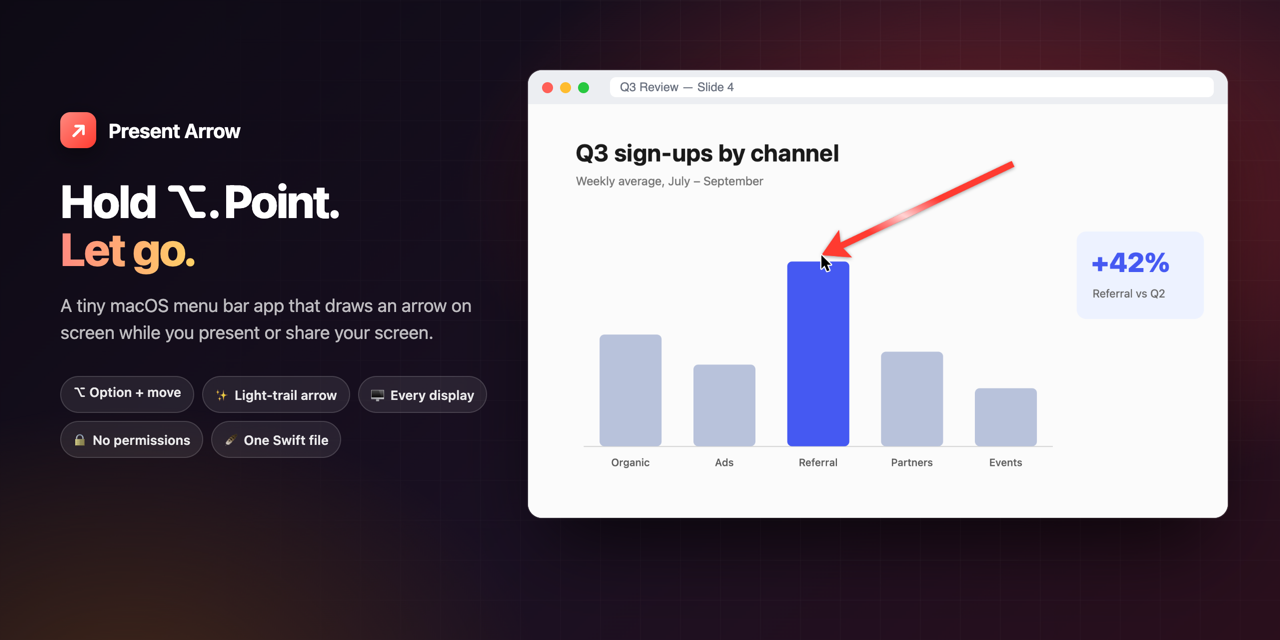 Present Arrow
Hold ⌥. Point.
Let go.
A tiny macOS menu bar app that draws an arrow on
screen while you present or share your screen.
⌥ Option + move
✨ Light-trail arrow
🖥️ Every display
🔒 No permissions
🪶 One Swift file
Q3 Review — Slide 4
Q3 sign-ups by channel
Weekly average, July – September
+42%
Referral vs Q2
Organic
Ads
Referral
Partners
Events